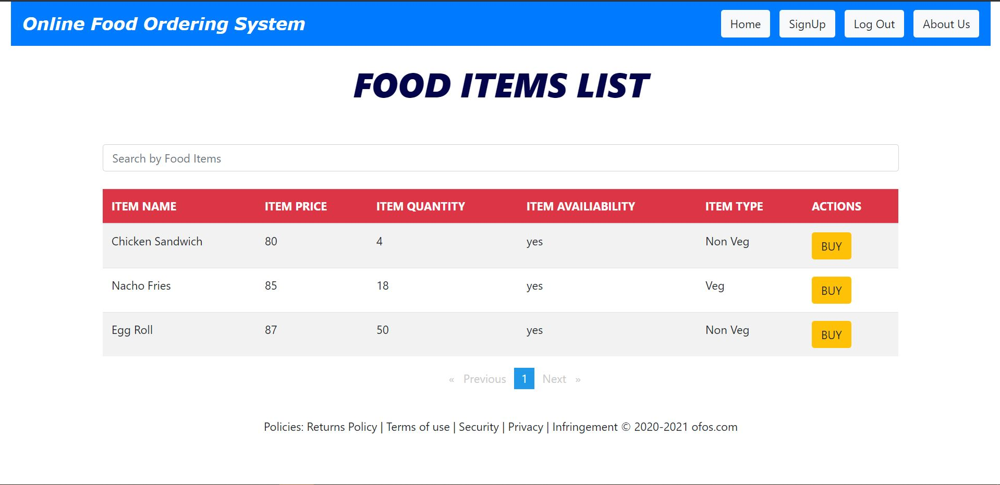 Online Food Ordering System Home SignUp Log Out About Us
FOOD ITEMS LIST
Search by Food Items
ITEM NAME ITEM PRICE ITEM QUANTITY ITEM AVAILIABILITY ITEM TYPE ACTIONS
Chicken Sandwich 80 4 yes Non Veg BUY
Nacho Fries 85 18 yes Veg BUY
Egg Roll 87 50 yes Non Veg BUY
« Previous 1 Next »
Policies: Returns Policy | Terms of use | Security | Privacy | Infringement © 2020-2021 ofos.com